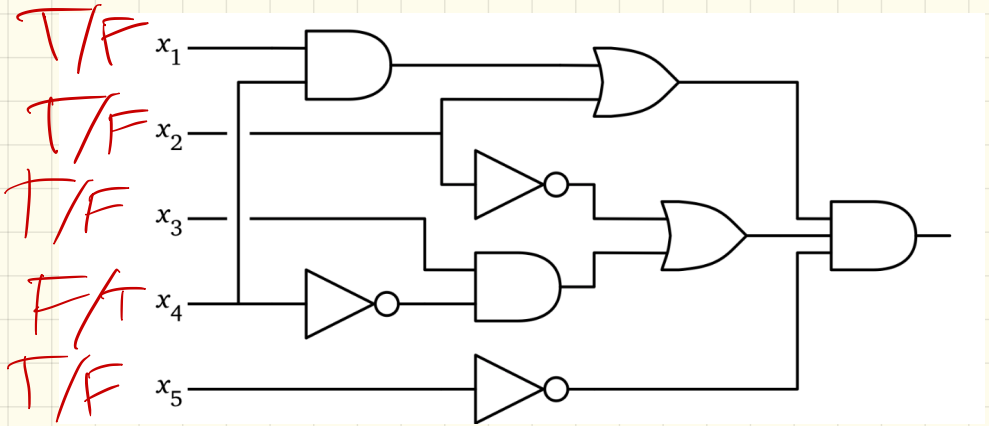 T/F x₁
T/F x₂
T/F x₃
F/T x₄
T/F x₅